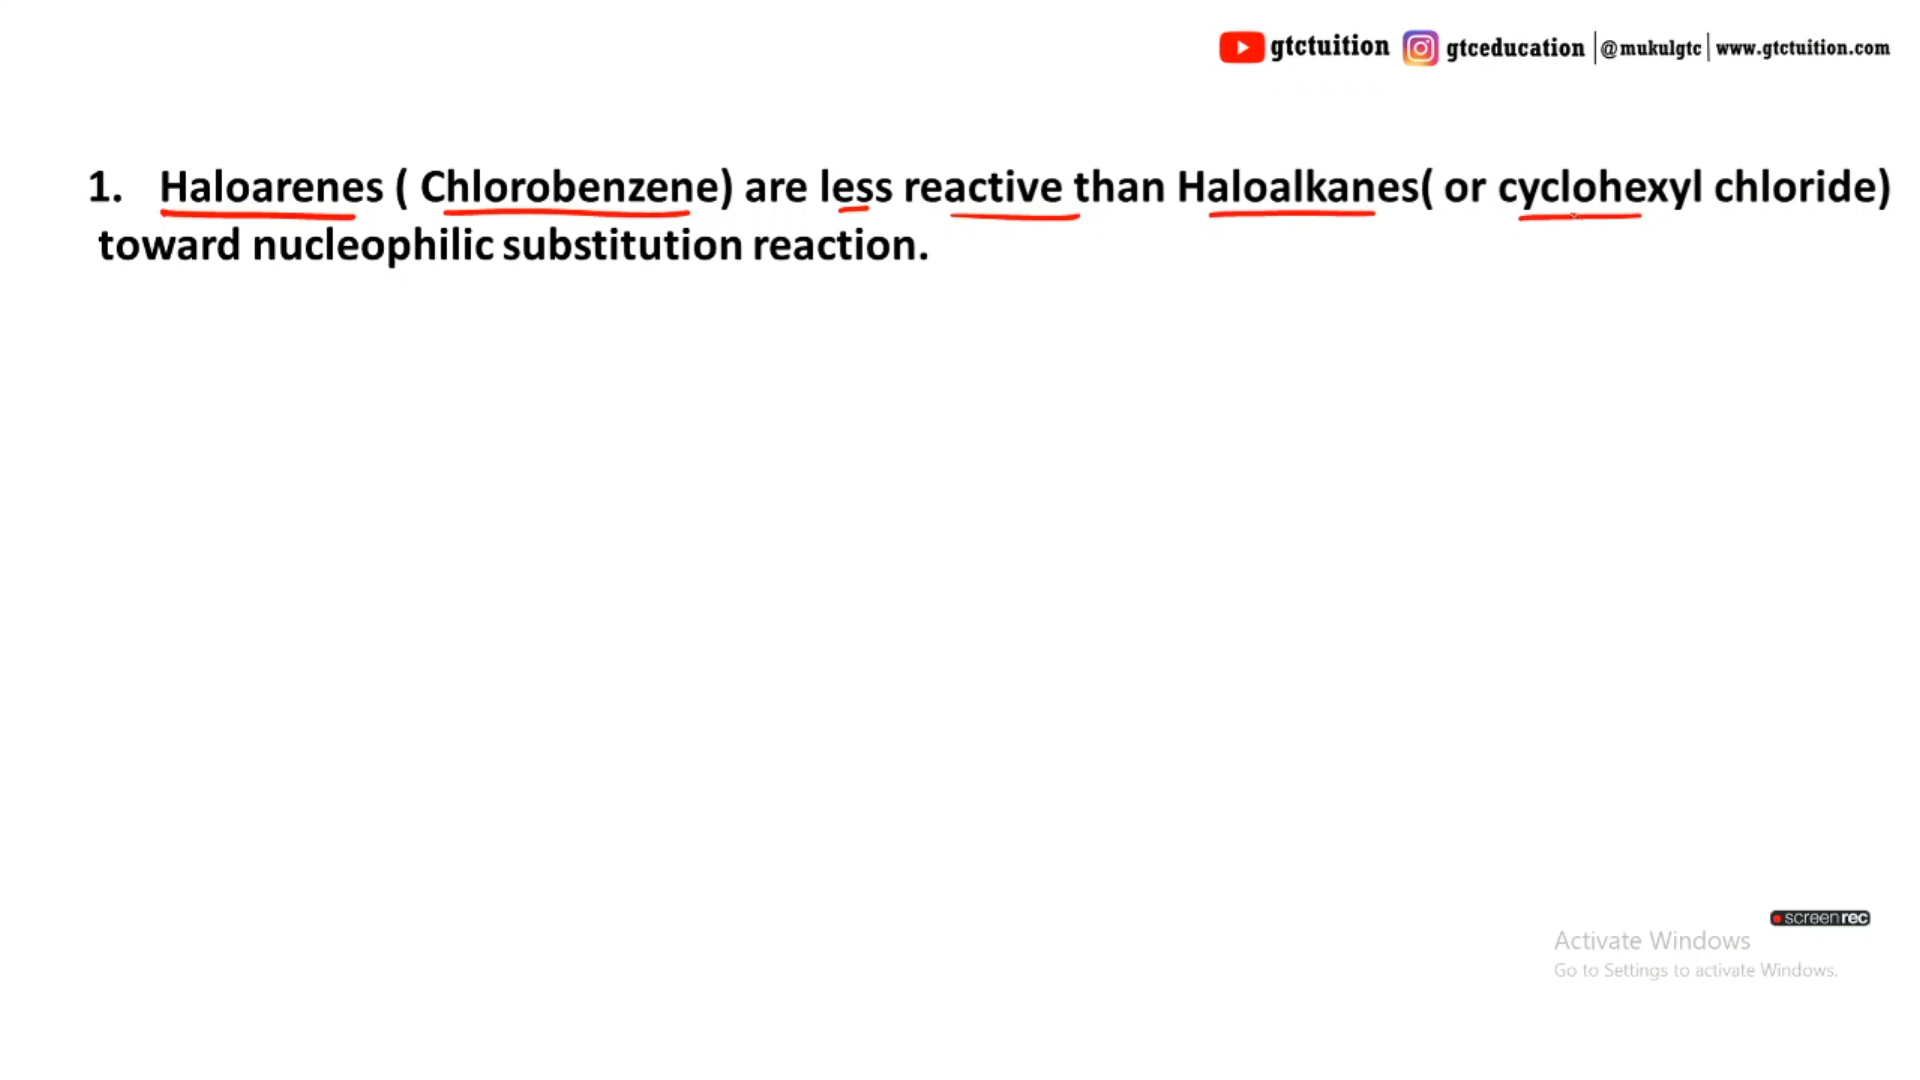 gtctuition gtceducation @mukulgtc www.gtctuition.com
1. Haloarenes ( Chlorobenzene) are less reactive than Haloalkanes( or cyclohexyl chloride)
toward nucleophilic substitution reaction.
screenrec
Activate Windows
Go to Settings to activate Windows.